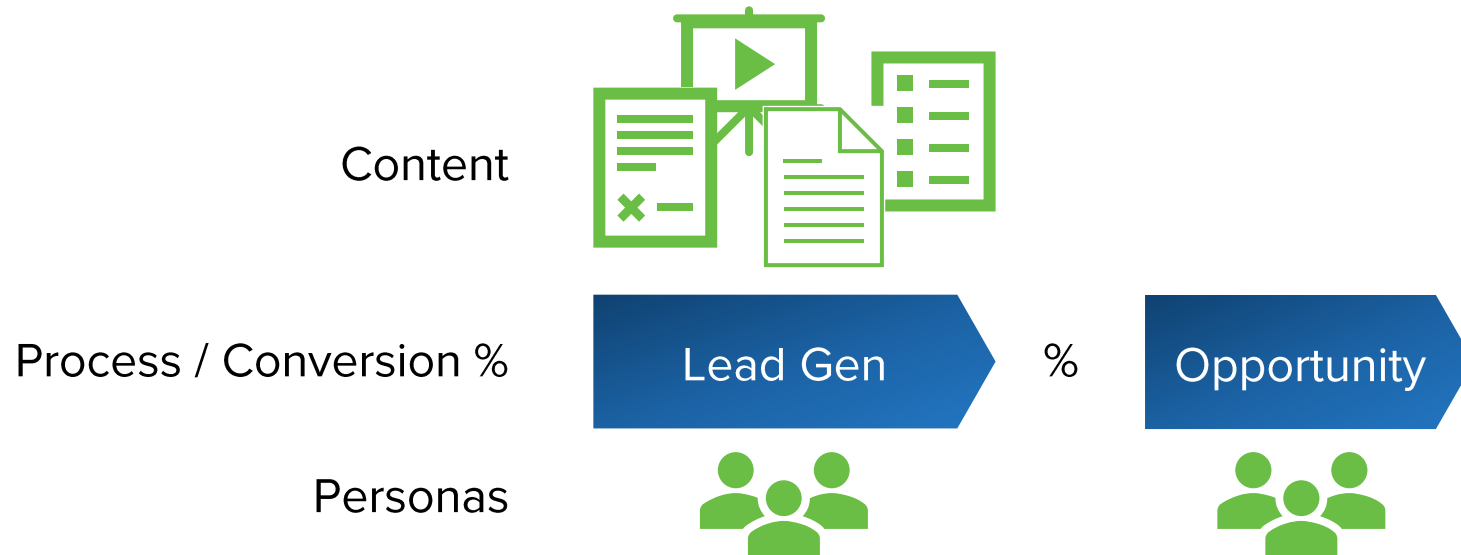 Content
Process / Conversion %
Lead Gen
%
Opportunity
Personas